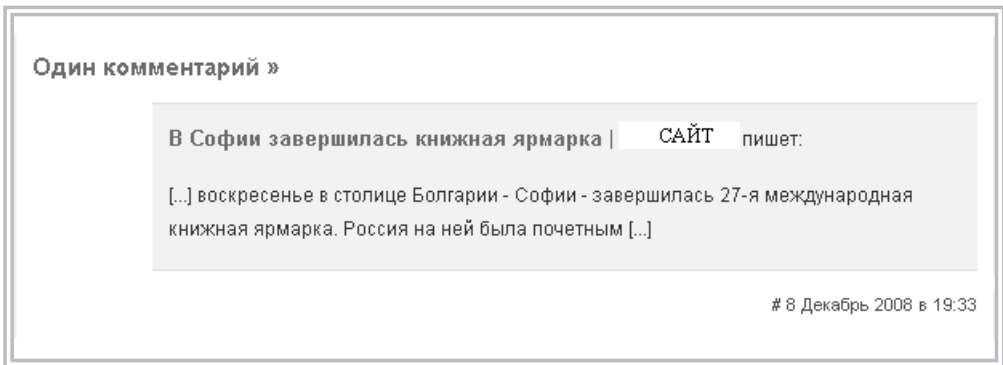 Один комментарий »
В Софии завершилась книжная ярмарка | САЙТ пишет:
[...] воскресенье в столице Болгарии - Софии - завершилась 27-я международная
книжная ярмарка. Россия на ней была почетным [...]
# 8 Декабрь 2008 в 19:33